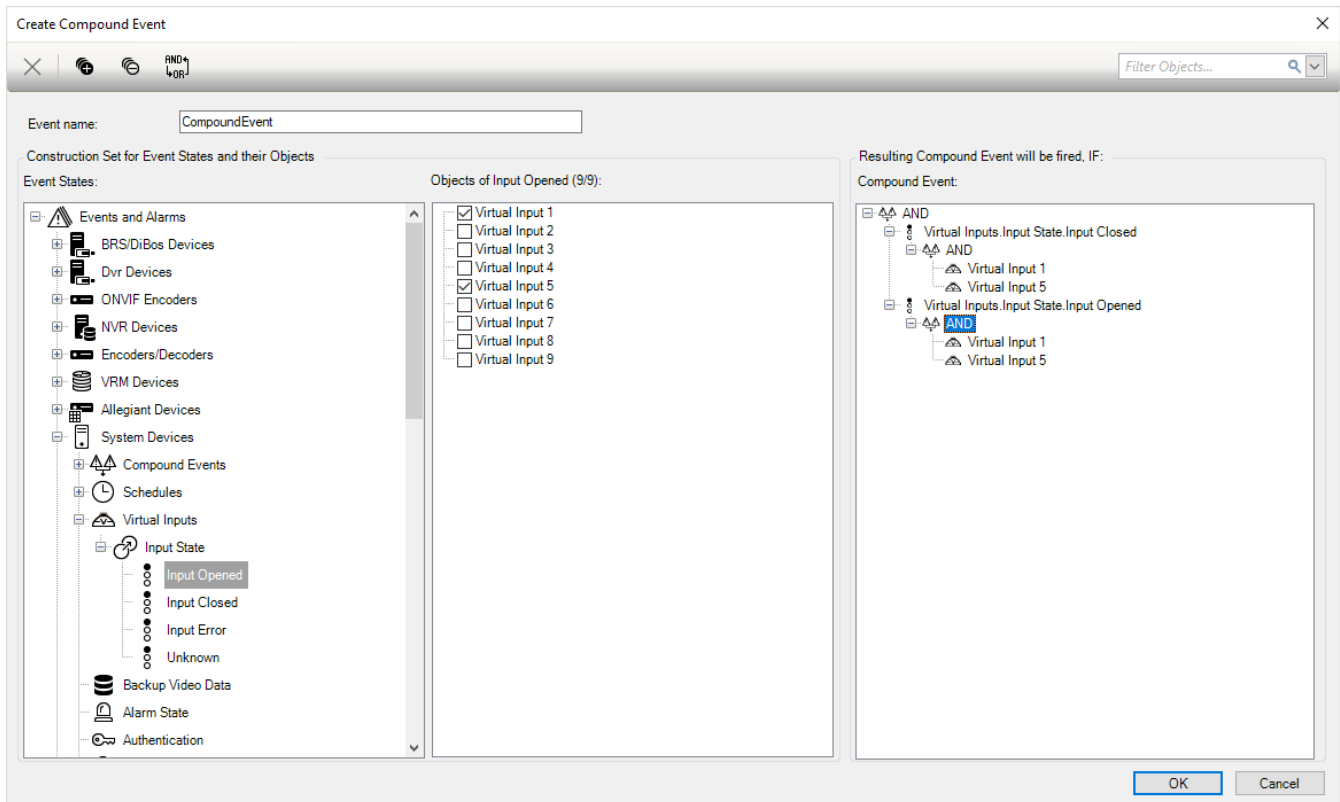 Create Compound Event
AND
OR
Filter Objects...
Event name:
CompoundEvent
Construction Set for Event States and their Objects
Event States:
Objects of Input Opened (9/9):
Events and Alarms
BRS/DiBos Devices
Dvr Devices
ONVIF Encoders
NVR Devices
Encoders/Decoders
VRM Devices
Allegiant Devices
System Devices
Compound Events
Schedules
Virtual Inputs
Input State
Input Opened
Input Closed
Input Error
Unknown
Backup Video Data
Alarm State
Authentication
Virtual Input 1
Virtual Input 2
Virtual Input 3
Virtual Input 4
Virtual Input 5
Virtual Input 6
Virtual Input 7
Virtual Input 8
Virtual Input 9
Resulting Compound Event will be fired, IF:
Compound Event:
AND
Virtual Inputs.Input State.Input Closed
AND
Virtual Input 1
Virtual Input 5
Virtual Inputs.Input State.Input Opened
AND
Virtual Input 1
Virtual Input 5
OK
Cancel